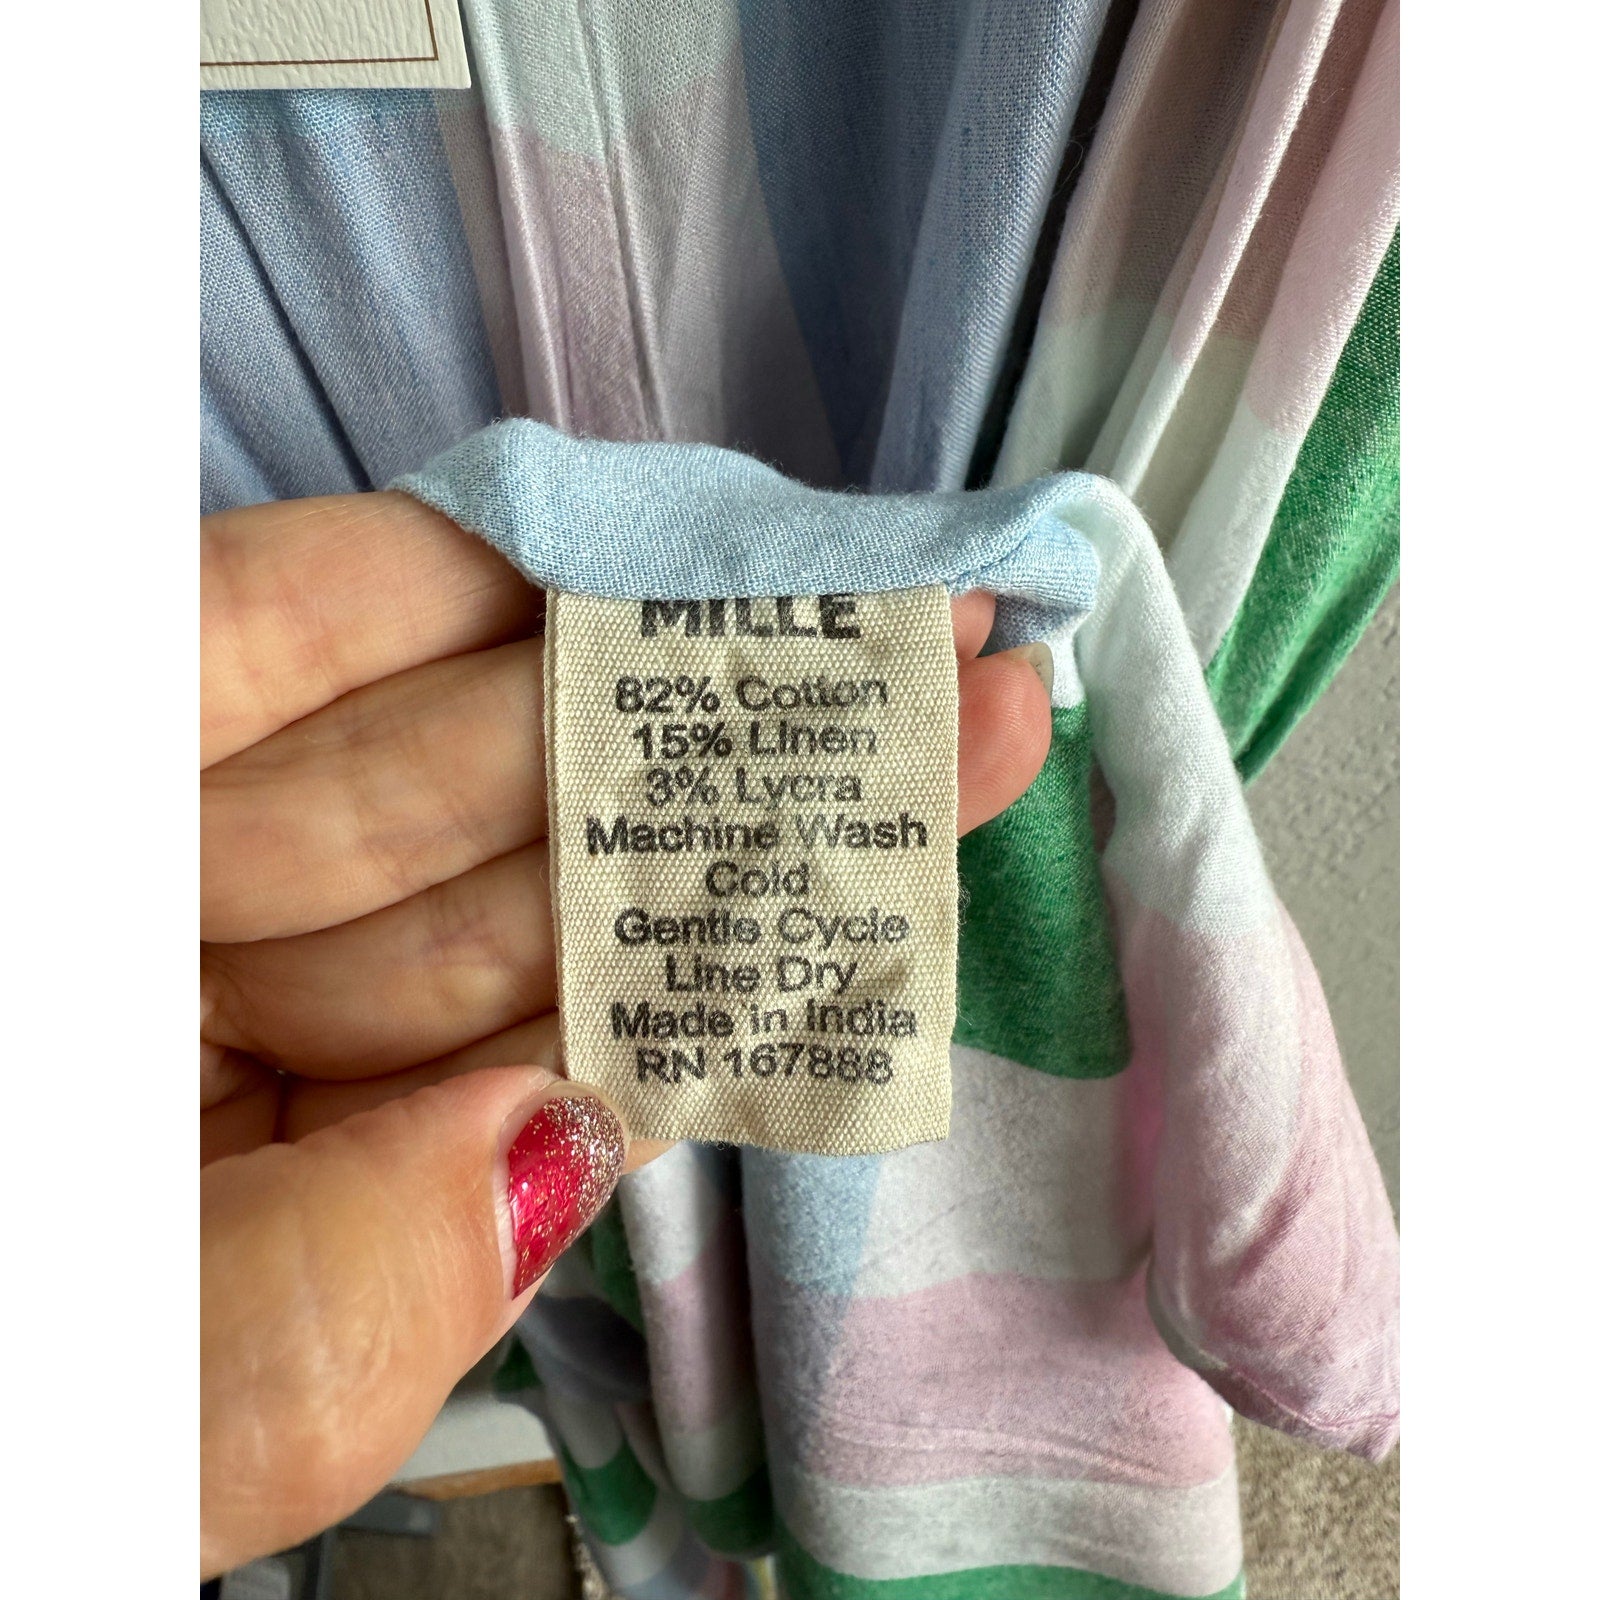 MILLE
82% Cotton
15% Linen
3% Lycra
Machine Wash
Cold
Gentle Cycle
Line Dry
Made in India
RN 167888